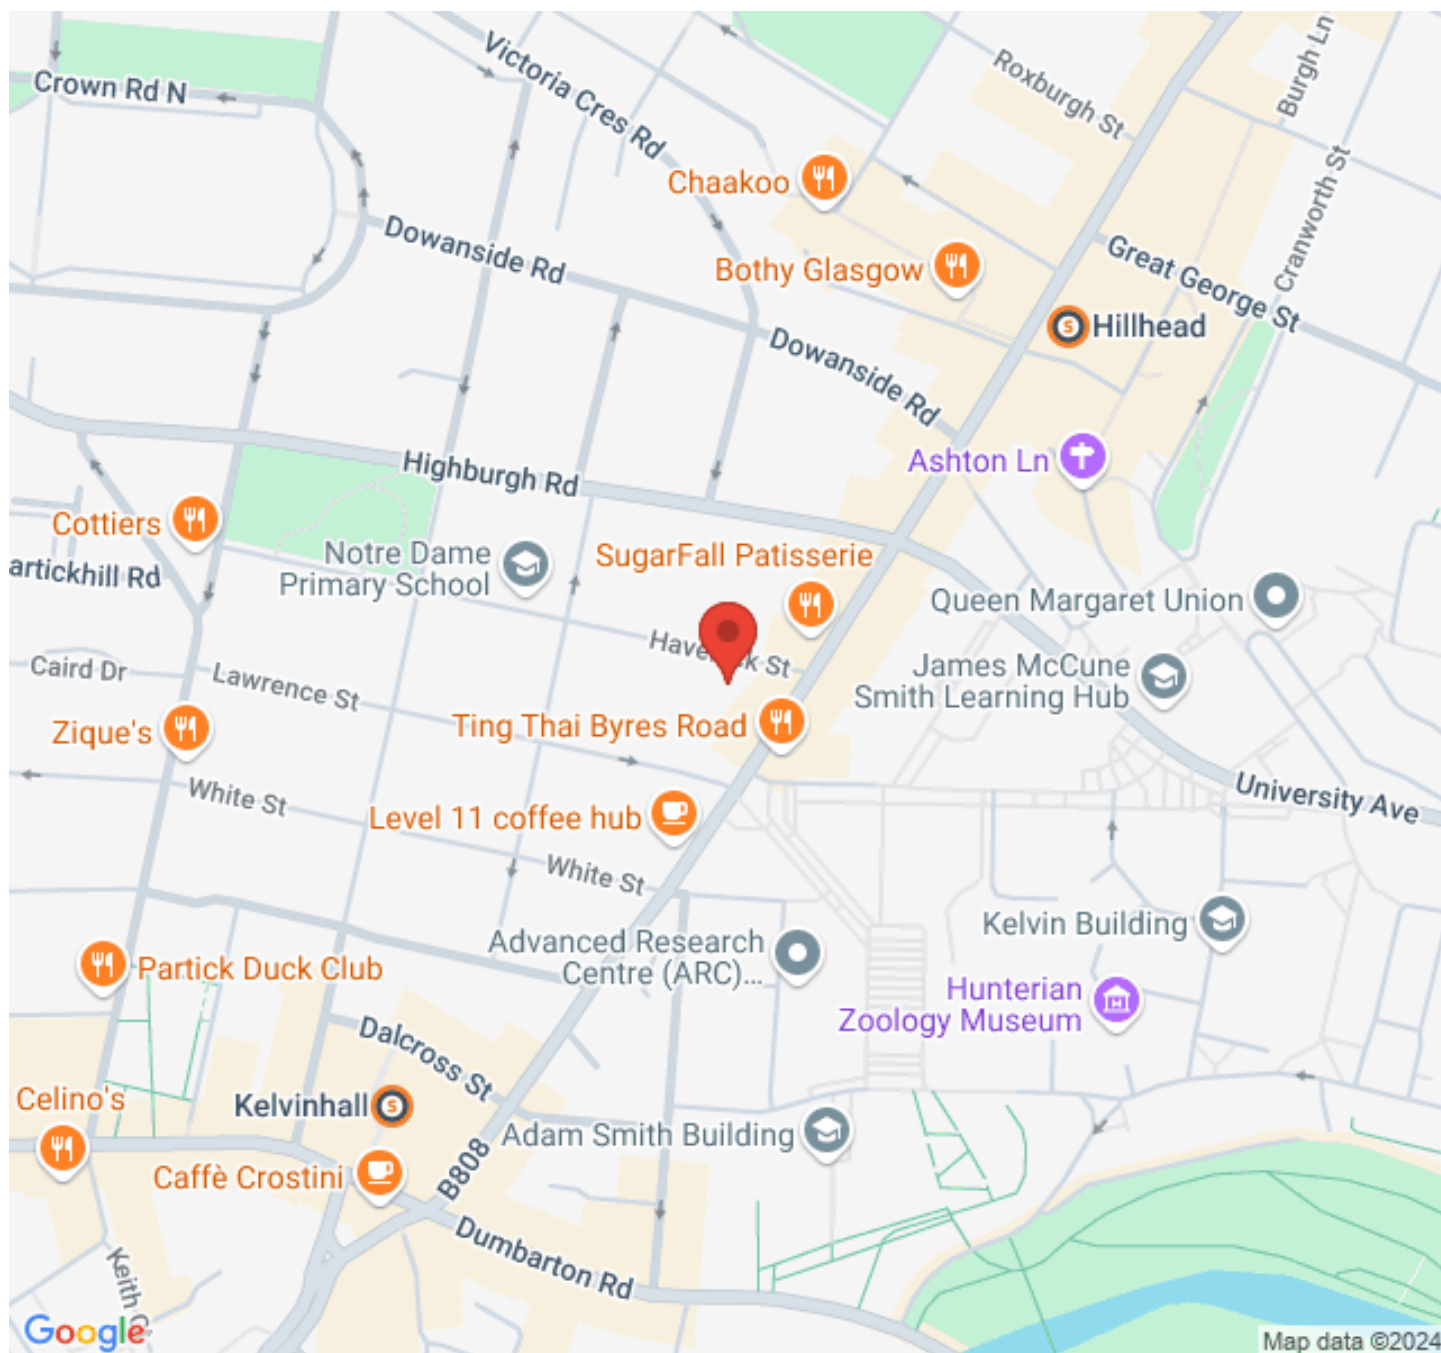 Victoria Cres Rd
Roxburgh St
Burgh Ln
Crown Rd N
Cranworth St
Chaakoo
Dowanside Rd
Bothy Glasgow
Great George St
Hillhead
Dowanside Rd
Highburgh Rd
Ashton Ln
Cottiers
Notre Dame
Primary School
SugarFall Patisserie
artickhill Rd
Queen Margaret Union
Caird Dr
Lawrence St
St
James McCune
Smith Learning Hub
Zique's
Ting Thai Byres Road
White St
Level 11 coffee hub
University Ave
White St
Kelvin Building
Advanced Research
Centre (ARC)...
Partick Duck Club
Hunterian
Zoology Museum
Dalcross St
Celino's
Kelvinhall
Adam Smith Building
B808
Caffè Crostini
Dumbarton Rd
Keith
Google
Map data ©2024